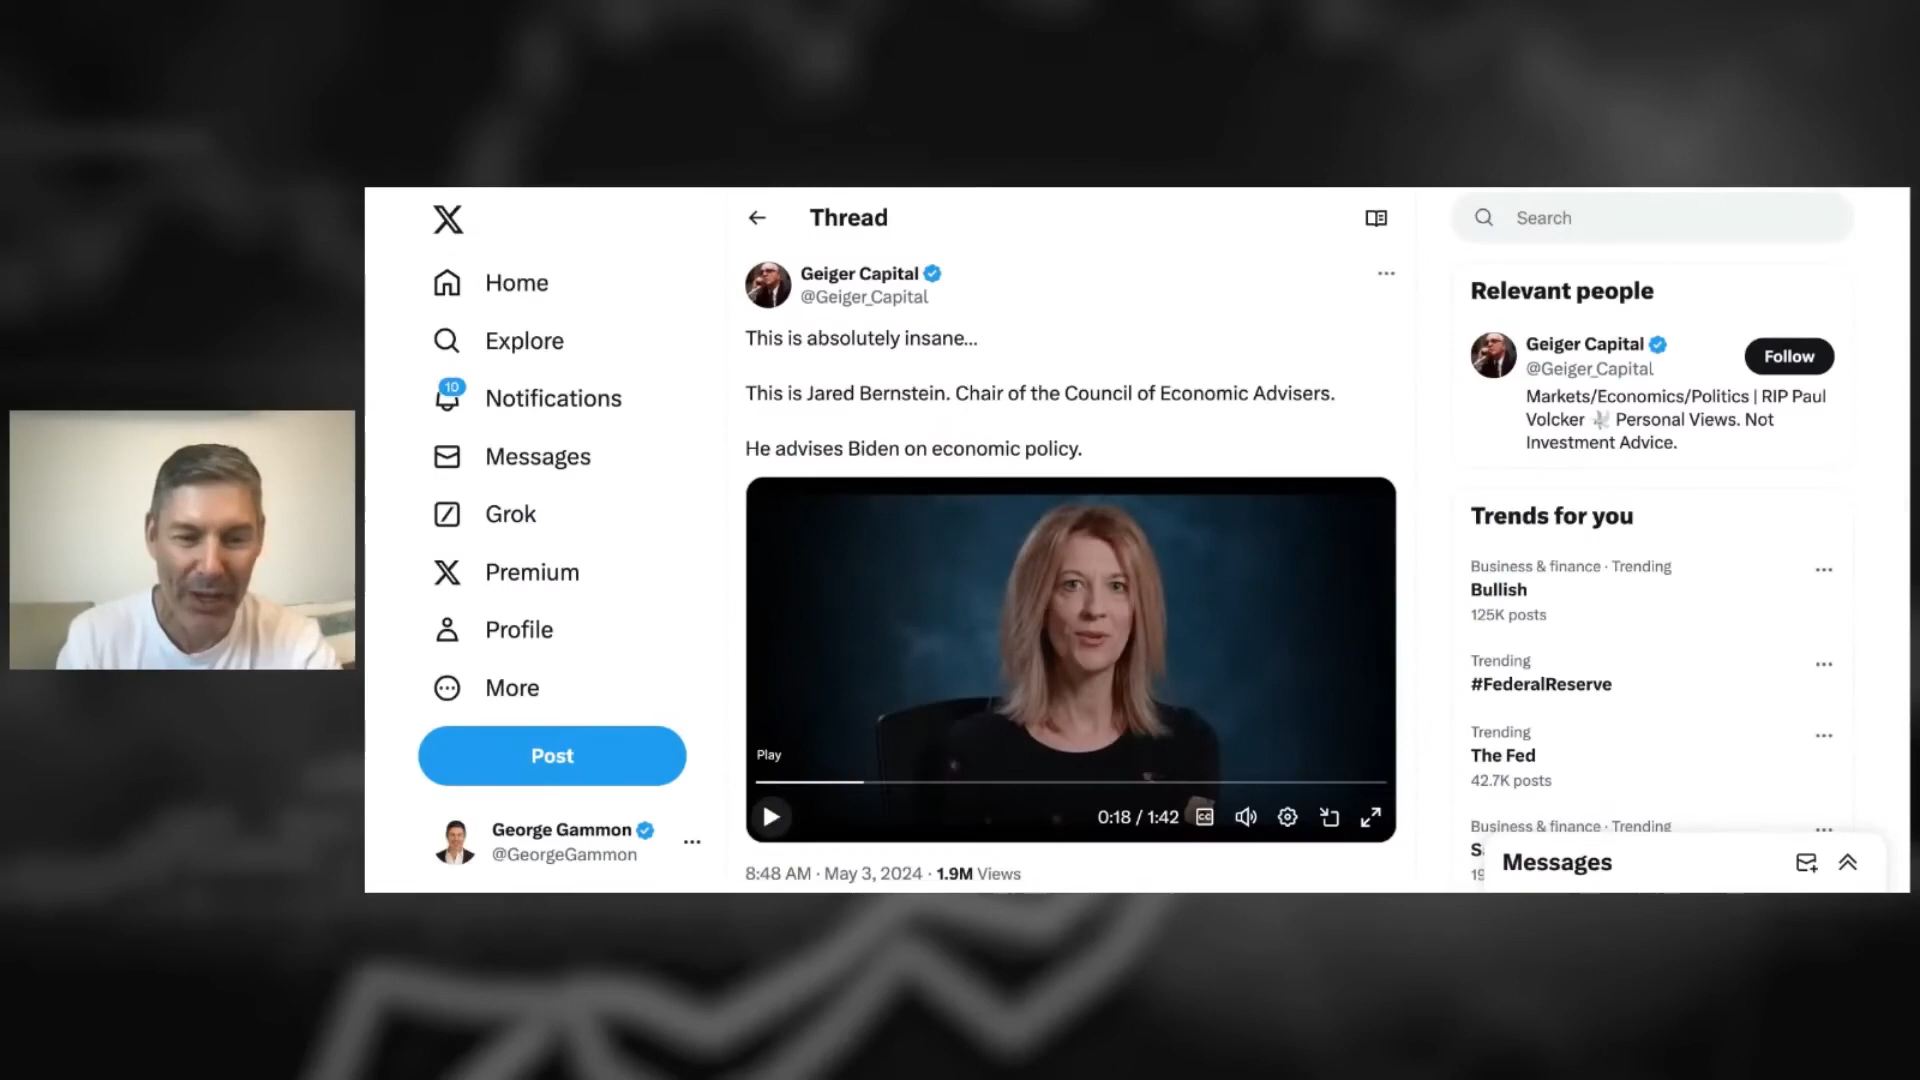 Home
Explore
10
Notifications
Messages
Grok
Premium
Profile
More
Post
George Gammon
@GeorgeGammon
Thread
Geiger Capital
@Geiger_Capital
This is absolutely insane...
This is Jared Bernstein. Chair of the Council of Economic Advisers.
He advises Biden on economic policy.
Play
0:18 / 1:42
CC
8:48 AM · May 3, 2024 · 1.9M Views
Search
Relevant people
Geiger Capital
@Geiger_Capital
Follow
Markets/Economics/Politics | RIP Paul
Volcker 🕊 Personal Views. Not
Investment Advice.
Trends for you
Business & finance · Trending
Bullish
125K posts
Trending
#FederalReserve
Trending
The Fed
42.7K posts
Business & finance · Trending
Messages